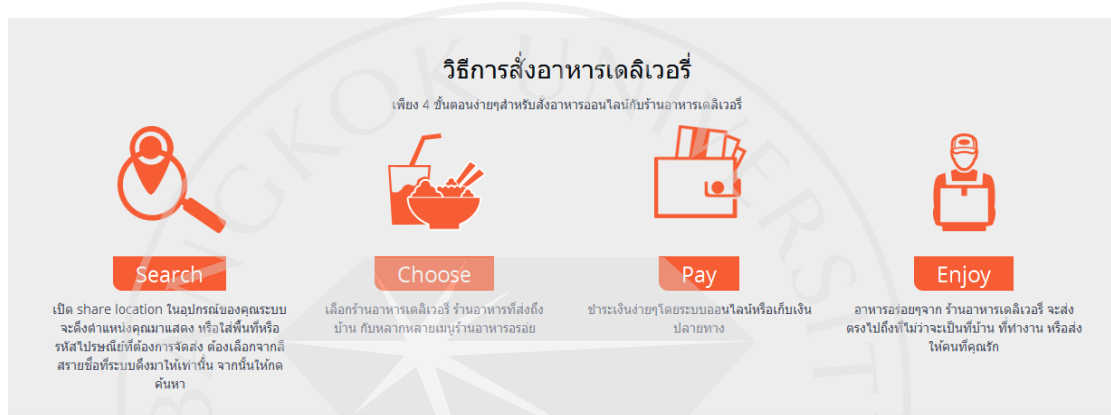 วิธีการสั่งอาหารเดลิเวอรี่
เพียง 4 ขั้นตอนง่ายๆสำหรับสั่งอาหารออนไลน์กับร้านอาหารเดลิเวอรี่
Search
เปิด share location ในอุปกรณ์ของคุณระบบ
จะดึงตำแหน่งคุณมาแสดง หรือใส่พื้นที่หรือ
รหัสไปรษณีย์ที่ต้องการจัดส่ง ต้องเลือกจากลิ
สรายชื่อที่ระบบดึงมาให้เท่านั้น จากนั้นให้กด
ค้นหา
Choose
เลือกร้านอาหารเดลิเวอรี่ ร้านอาหารที่ส่งถึง
บ้าน กับหลากหลายเมนูร้านอาหารอร่อย
Pay
ชำระเงินง่ายๆโดยระบบออนไลน์หรือเก็บเงิน
ปลายทาง
Enjoy
อาหารอร่อยๆจาก ร้านอาหารเดลิเวอรี่ จะส่ง
ตรงไปถึงที่ไม่ว่าจะเป็นที่บ้าน ที่ทำงาน หรือส่ง
ให้คนที่คุณรัก
BANGKOK UNIVERSIT